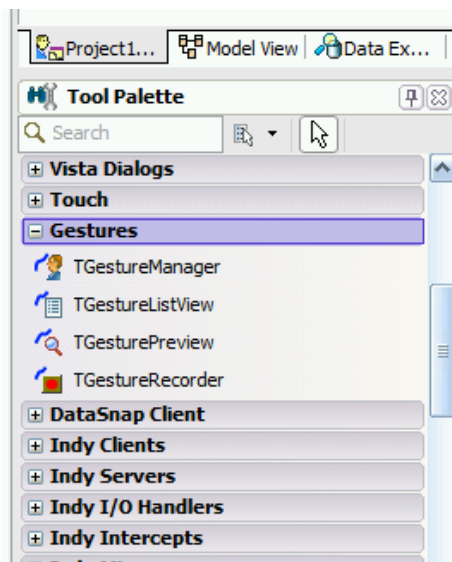 Project1... Model View Data Ex...
Tool Palette
Search
Vista Dialogs
Touch
Gestures
TGestureManager
TGestureListView
TGesturePreview
TGestureRecorder
DataSnap Client
Indy Clients
Indy Servers
Indy I/O Handlers
Indy Intercepts